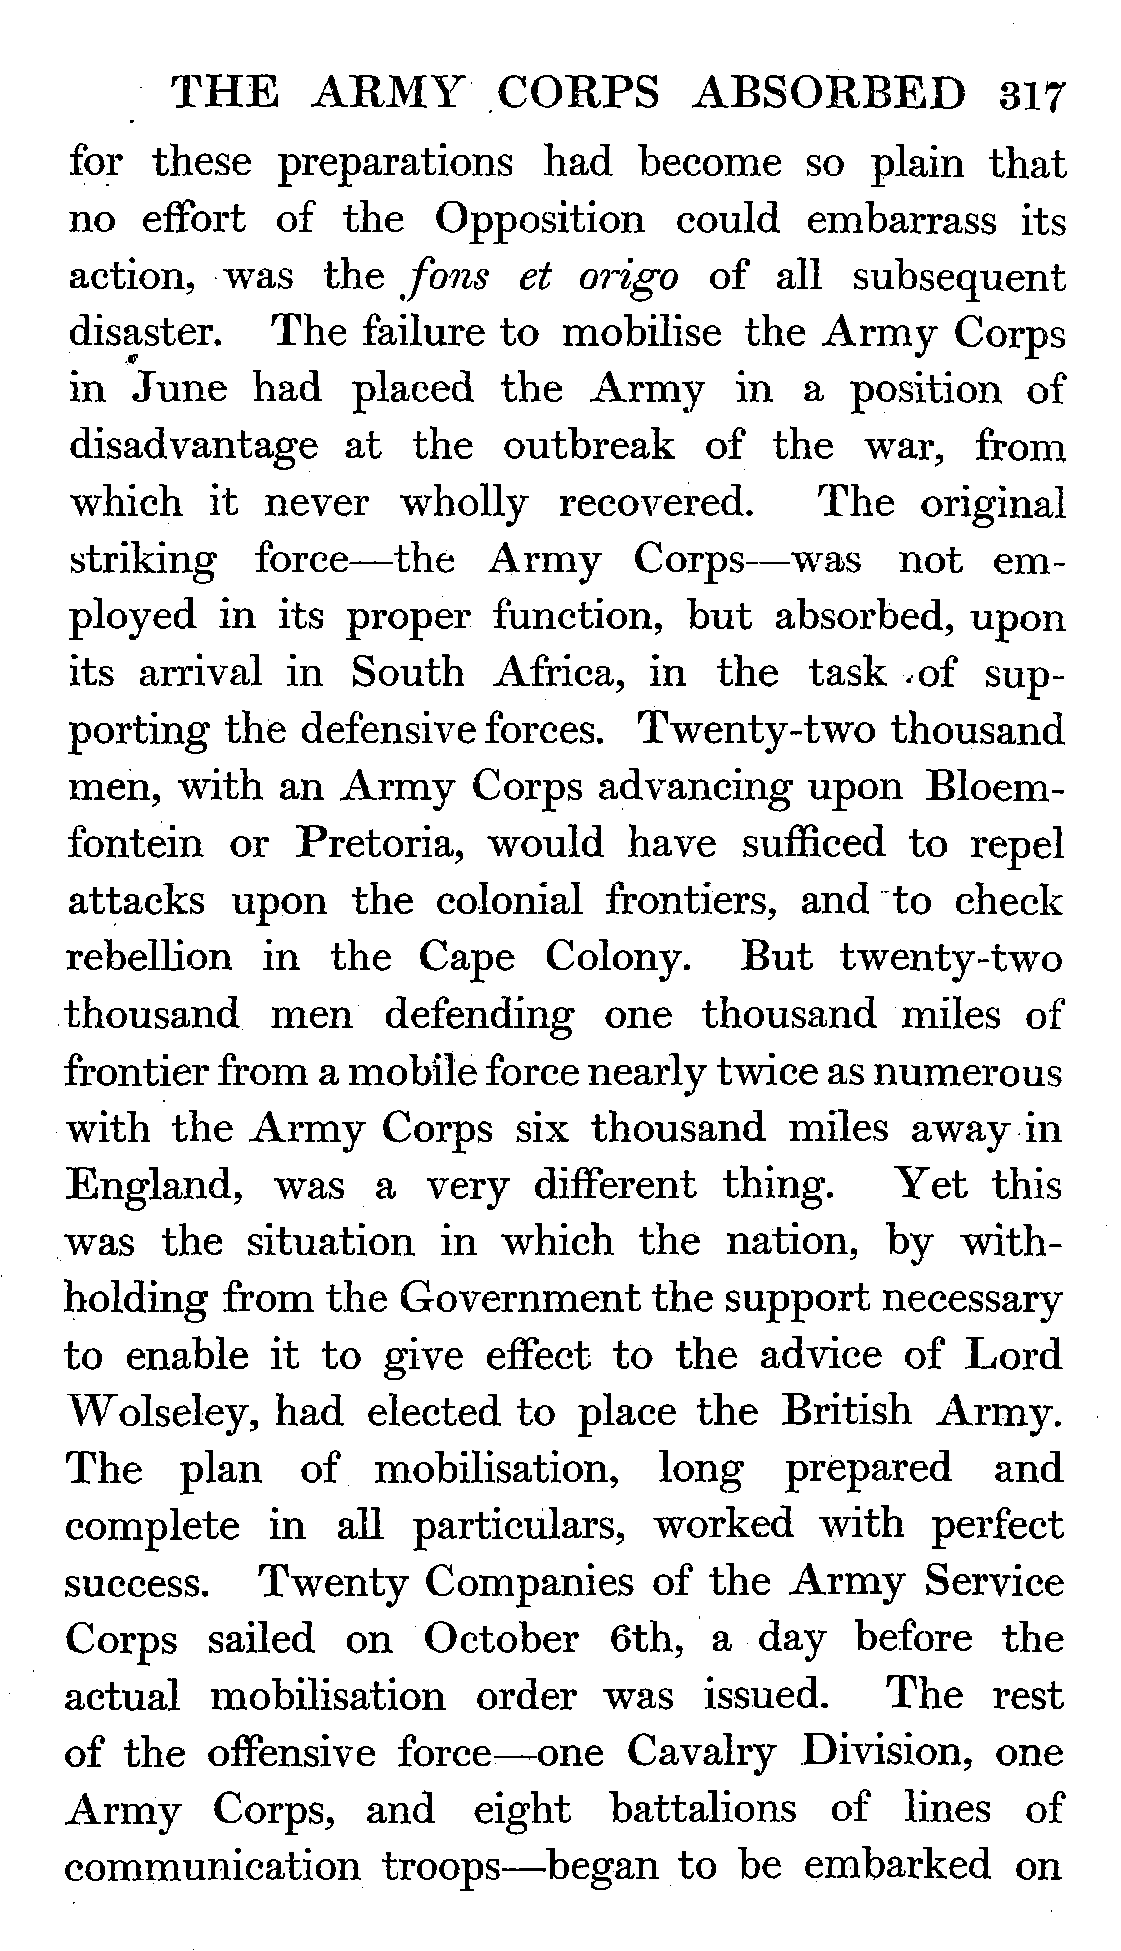 THE ARMY CORPS ABSORBED 317
for these preparations had become so plain that
no effort of the Opposition could embarrass its
action, was the fons et origo of all subsequent
disaster. The failure to mobilise the Army Corps
in June had placed the Army in a position of
disadvantage at the outbreak of the war, from
which it never wholly recovered. The original
striking force—the Army Corps—was not em-
ployed in its proper function, but absorbed, upon
its arrival in South Africa, in the task of sup-
porting the defensive forces. Twenty-two thousand
men, with an Army Corps advancing upon Bloem-
fontein or Pretoria, would have sufficed to repel
attacks upon the colonial frontiers, and to check
rebellion in the Cape Colony. But twenty-two
thousand men defending one thousand miles of
frontier from a mobile force nearly twice as numerous
with the Army Corps six thousand miles away in
England, was a very different thing. Yet this
was the situation in which the nation, by with-
holding from the Government the support necessary
to enable it to give effect to the advice of Lord
Wolseley, had elected to place the British Army.
The plan of mobilisation, long prepared and
complete in all particulars, worked with perfect
success. Twenty Companies of the Army Service
Corps sailed on October 6th, a day before the
actual mobilisation order was issued. The rest
of the offensive force—one Cavalry Division, one
Army Corps, and eight battalions of lines of
communication troops—began to be embarked on